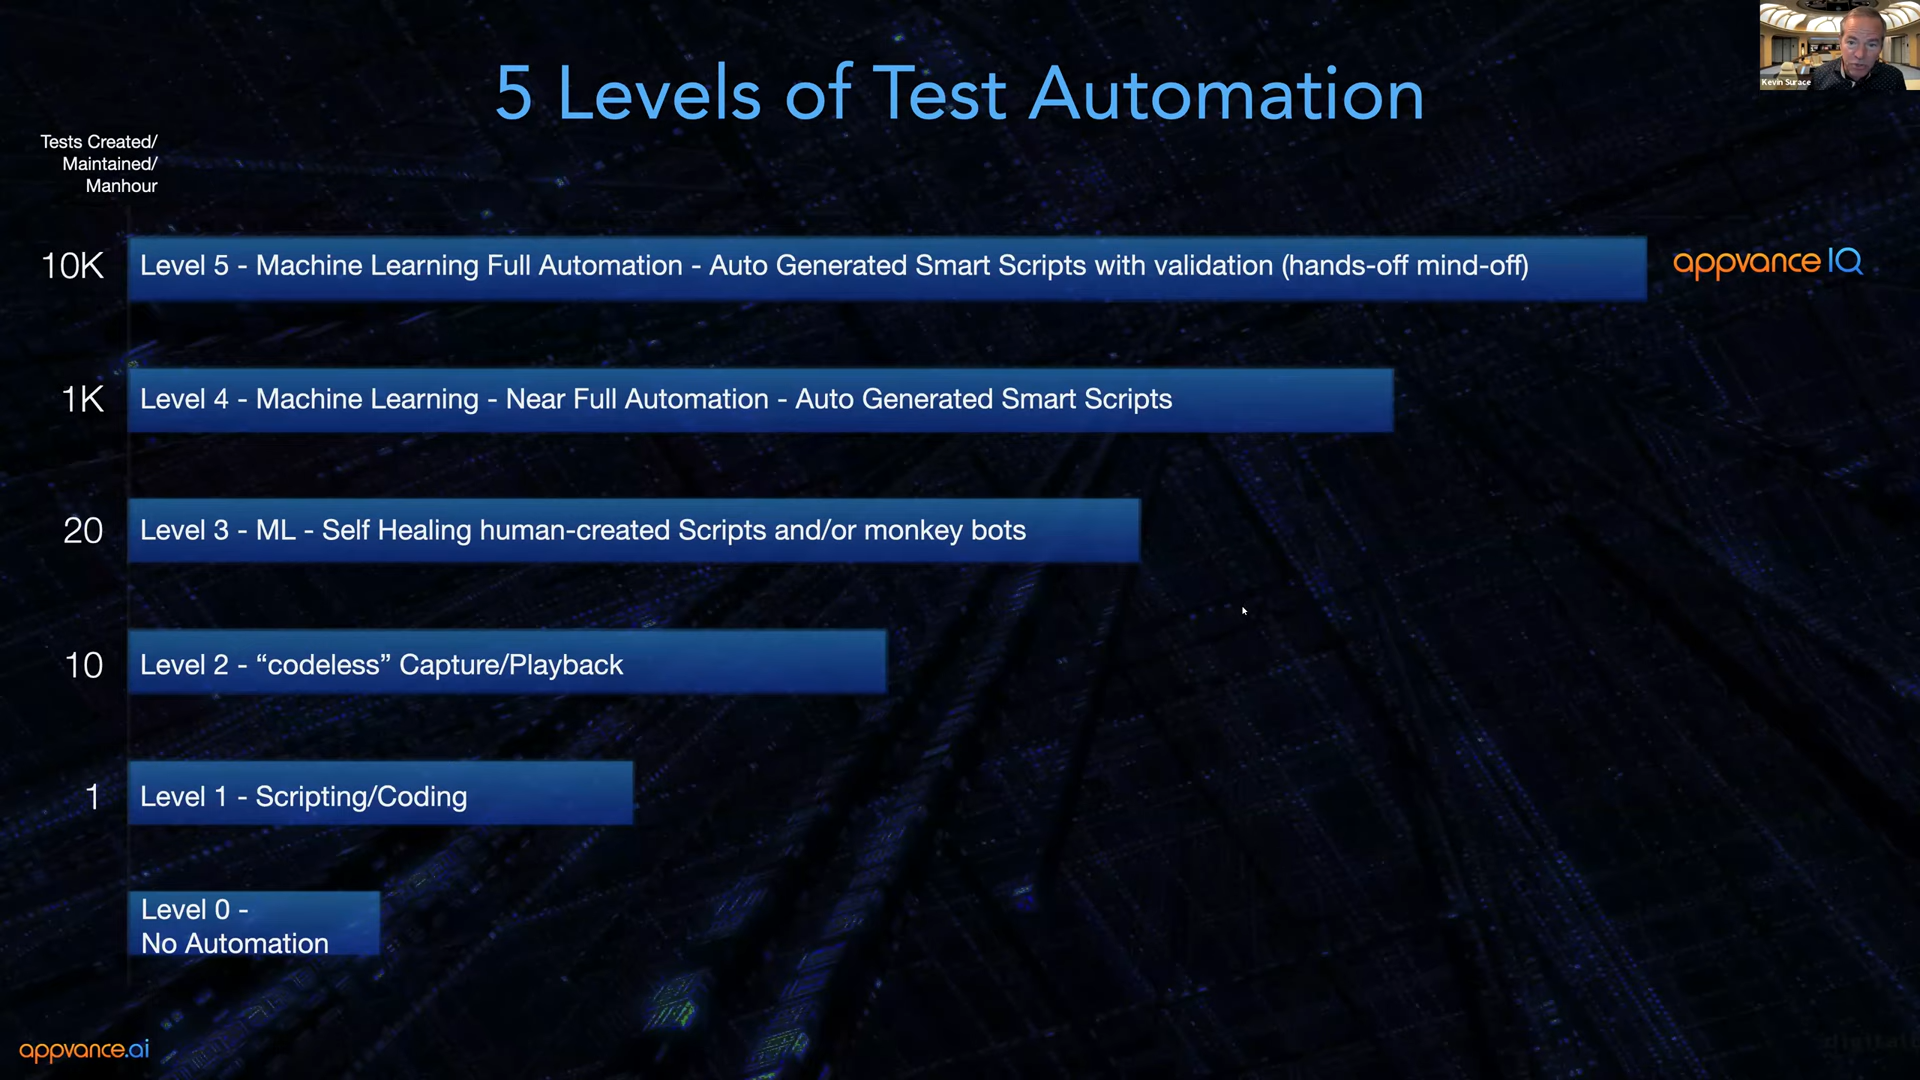 5 Levels of Test Automation
Kevin Surace
Tests Created/
Maintained/
Manhour
10K
Level 5 - Machine Learning Full Automation - Auto Generated Smart Scripts with validation (hands-off mind-off)
appvance IQ
1K
Level 4 - Machine Learning - Near Full Automation - Auto Generated Smart Scripts
20
Level 3 - ML - Self Healing human-created Scripts and/or monkey bots
10
Level 2 - “codeless” Capture/Playback
1
Level 1 - Scripting/Coding
Level 0 -
No Automation
appvance.ai